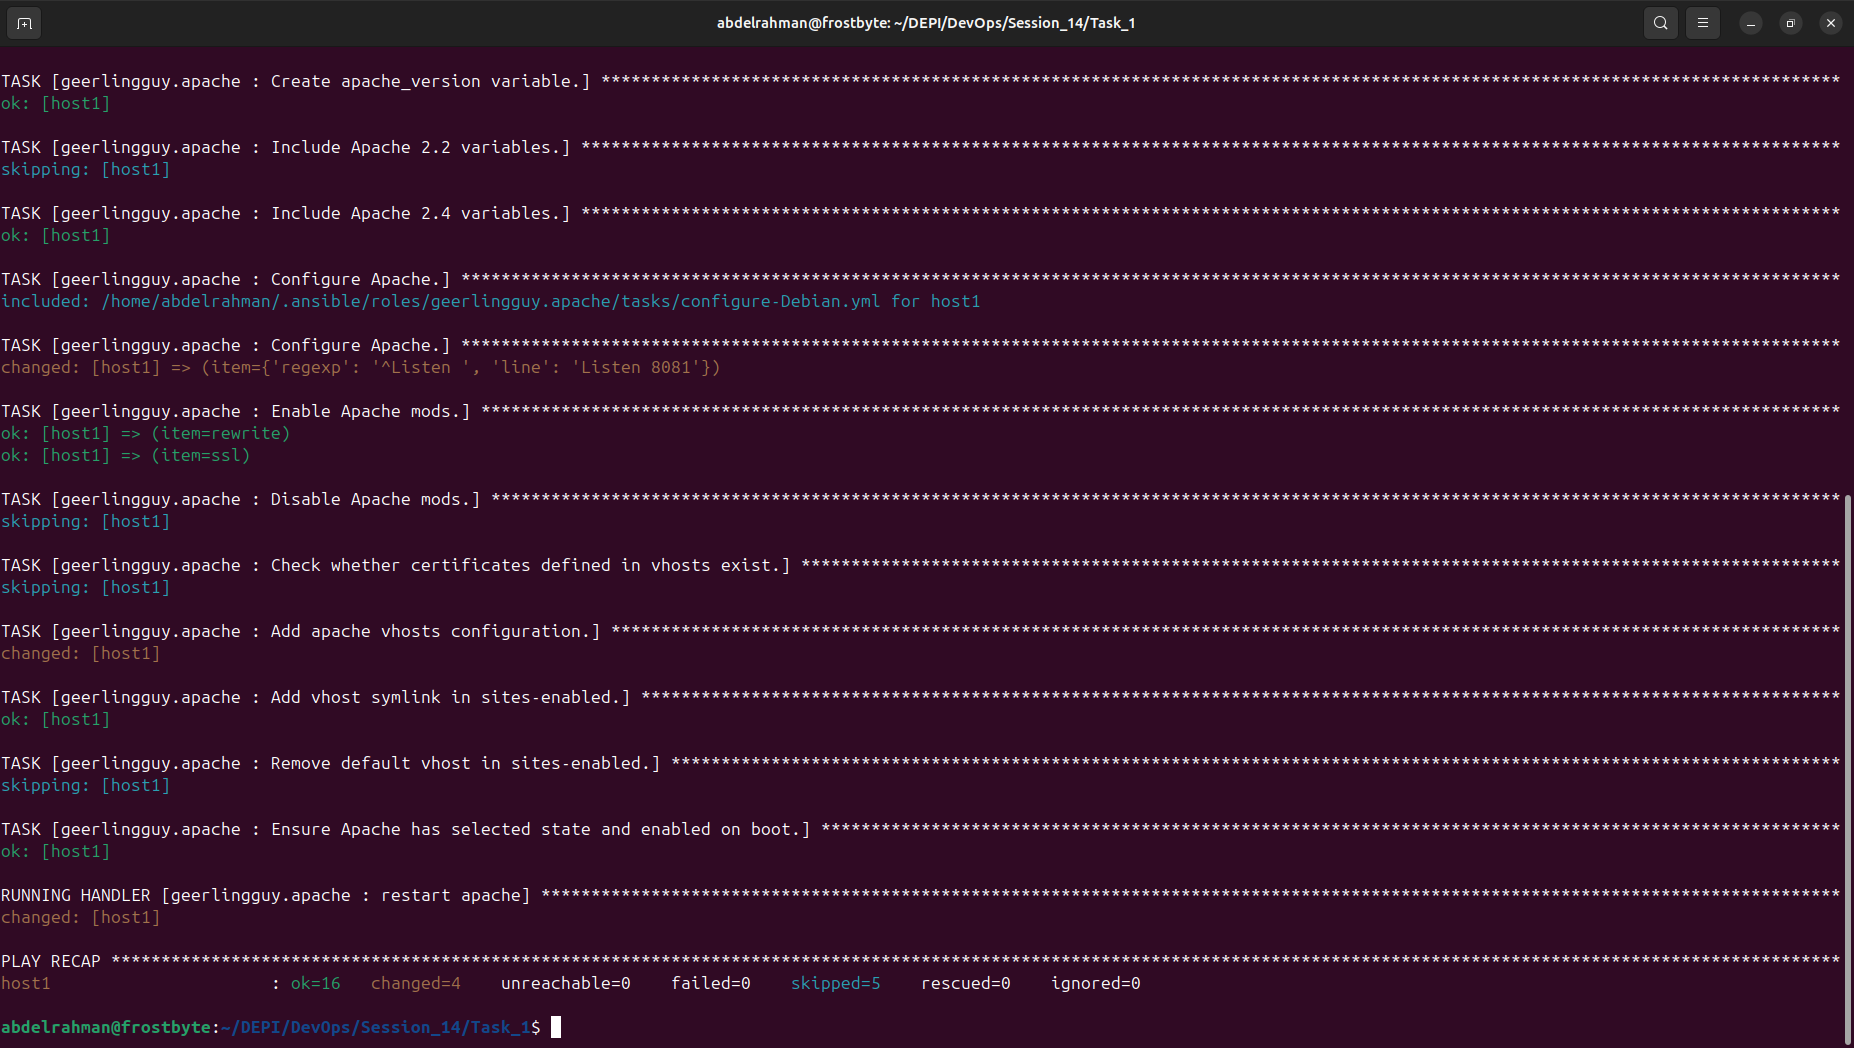 abdelrahman@frostbyte: ~/DEPI/DevOps/Session_14/Task_1
TASK [geerlingguy.apache : Create apache_version variable.] ****************************************************************************************************************************
ok: [host1]
TASK [geerlingguy.apache : Include Apache 2.2 variables.] ******************************************************************************************************************************
skipping: [host1]
TASK [geerlingguy.apache : Include Apache 2.4 variables.] ******************************************************************************************************************************
ok: [host1]
TASK [geerlingguy.apache : Configure Apache.] ******************************************************************************************************************************************
included: /home/abdelrahman/.ansible/roles/geerlingguy.apache/tasks/configure-Debian.yml for host1
TASK [geerlingguy.apache : Configure Apache.] ******************************************************************************************************************************************
changed: [host1] => (item={'regexp': '^Listen ', 'line': 'Listen 8081'})
TASK [geerlingguy.apache : Enable Apache mods.] ****************************************************************************************************************************************
ok: [host1] => (item=rewrite)
ok: [host1] => (item=ssl)
TASK [geerlingguy.apache : Disable Apache mods.] ***************************************************************************************************************************************
skipping: [host1]
TASK [geerlingguy.apache : Check whether certificates defined in vhosts exist.] ********************************************************************************************************
skipping: [host1]
TASK [geerlingguy.apache : Add apache vhosts configuration.] ***************************************************************************************************************************
changed: [host1]
TASK [geerlingguy.apache : Add vhost symlink in sites-enabled.] ************************************************************************************************************************
ok: [host1]
TASK [geerlingguy.apache : Remove default vhost in sites-enabled.] *********************************************************************************************************************
skipping: [host1]
TASK [geerlingguy.apache : Ensure Apache has selected state and enabled on boot.] ******************************************************************************************************
ok: [host1]
RUNNING HANDLER [geerlingguy.apache : restart apache] **********************************************************************************************************************************
changed: [host1]
PLAY RECAP *****************************************************************************************************************************************************************************
host1                      : ok=16   changed=4    unreachable=0    failed=0    skipped=5    rescued=0    ignored=0
abdelrahman@frostbyte:~/DEPI/DevOps/Session_14/Task_1$